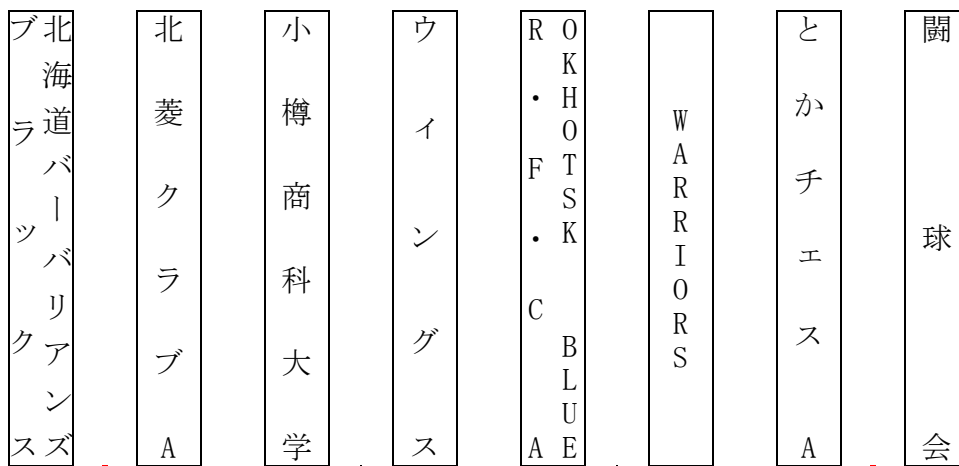 闘球会
とかチェスA
WARRIORS
OKHOTSK BLUE
R・F・C A
ウィングス
小樽商科大学
北菱クラブA
北海道バーバリアンズ
ブラックス